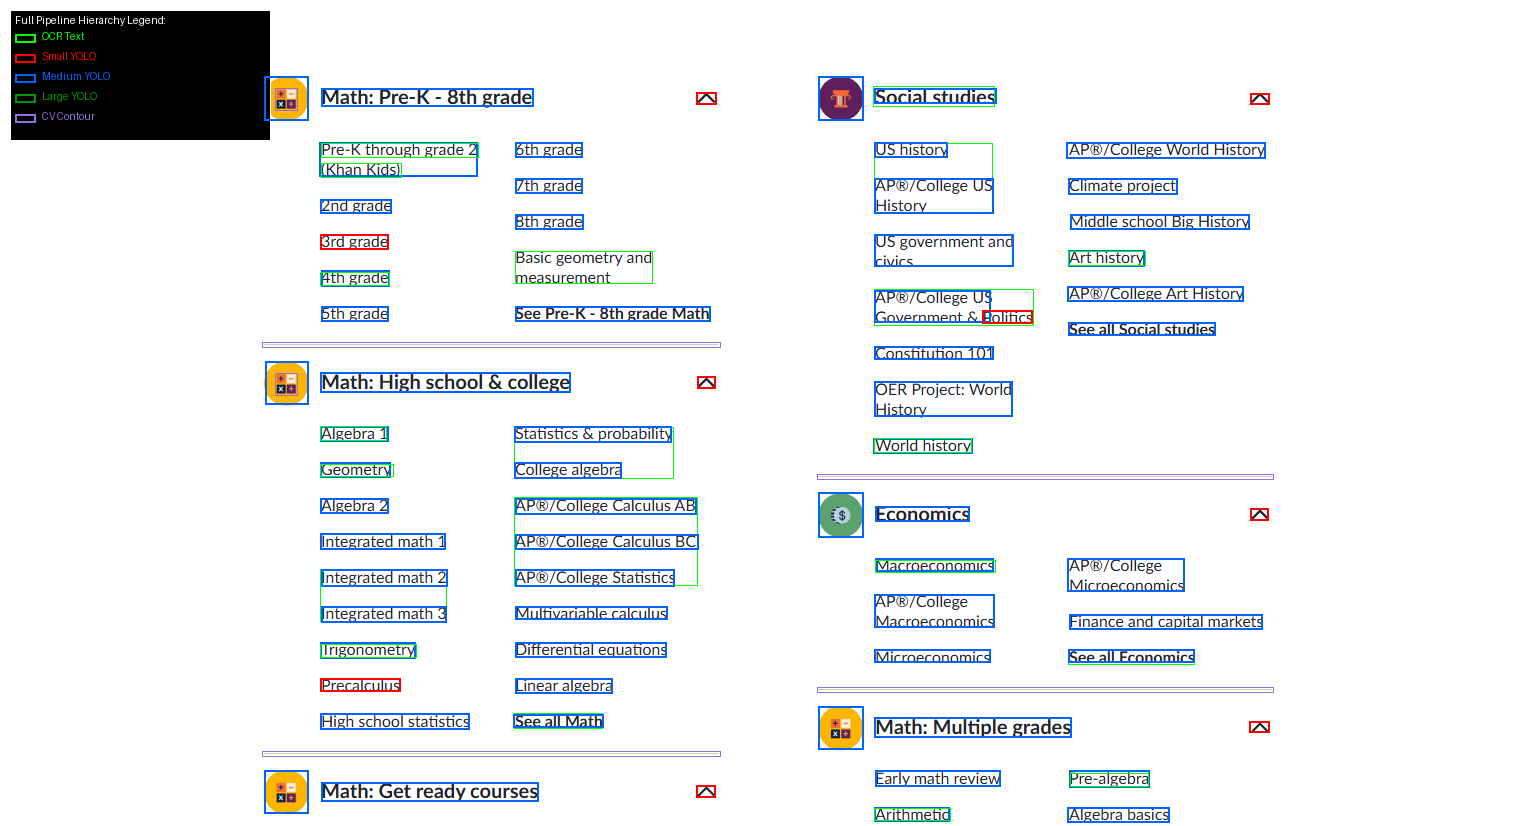 Full Pipeline Hierarchy Legend:
OCR Text
Small YOLO
Medium YOLO
Large YOLO
CV Contour
Math: Pre-K - 8th grade
Pre-K through grade 2
(Khan Kids)
2nd grade
3rd grade
4th grade
5th grade
6th grade
7th grade
8th grade
Basic geometry and
measurement
See Pre-K - 8th grade Math
Math: High school & college
Algebra 1
Geometry
Algebra 2
Integrated math 1
Integrated math 2
Integrated math 3
Trigonometry
Precalculus
High school statistics
Statistics & probability
College algebra
AP®/College Calculus AB
AP®/College Calculus BC
AP®/College Statistics
Multivariable calculus
Differential equations
Linear algebra
See all Math
Math: Get ready courses
Social studies
US history
AP®/College US
History
US government and
civics
AP®/College US
Government & Politics
Constitution 101
OER Project: World
History
World history
AP®/College World History
Climate project
Middle school Big History
Art history
AP®/College Art History
See all Social studies
Economics
Macroeconomics
AP®/College
Macroeconomics
Microeconomics
AP®/College
Microeconomics
Finance and capital markets
See all Economics
Math: Multiple grades
Early math review
Arithmetic
Pre-algebra
Algebra basics